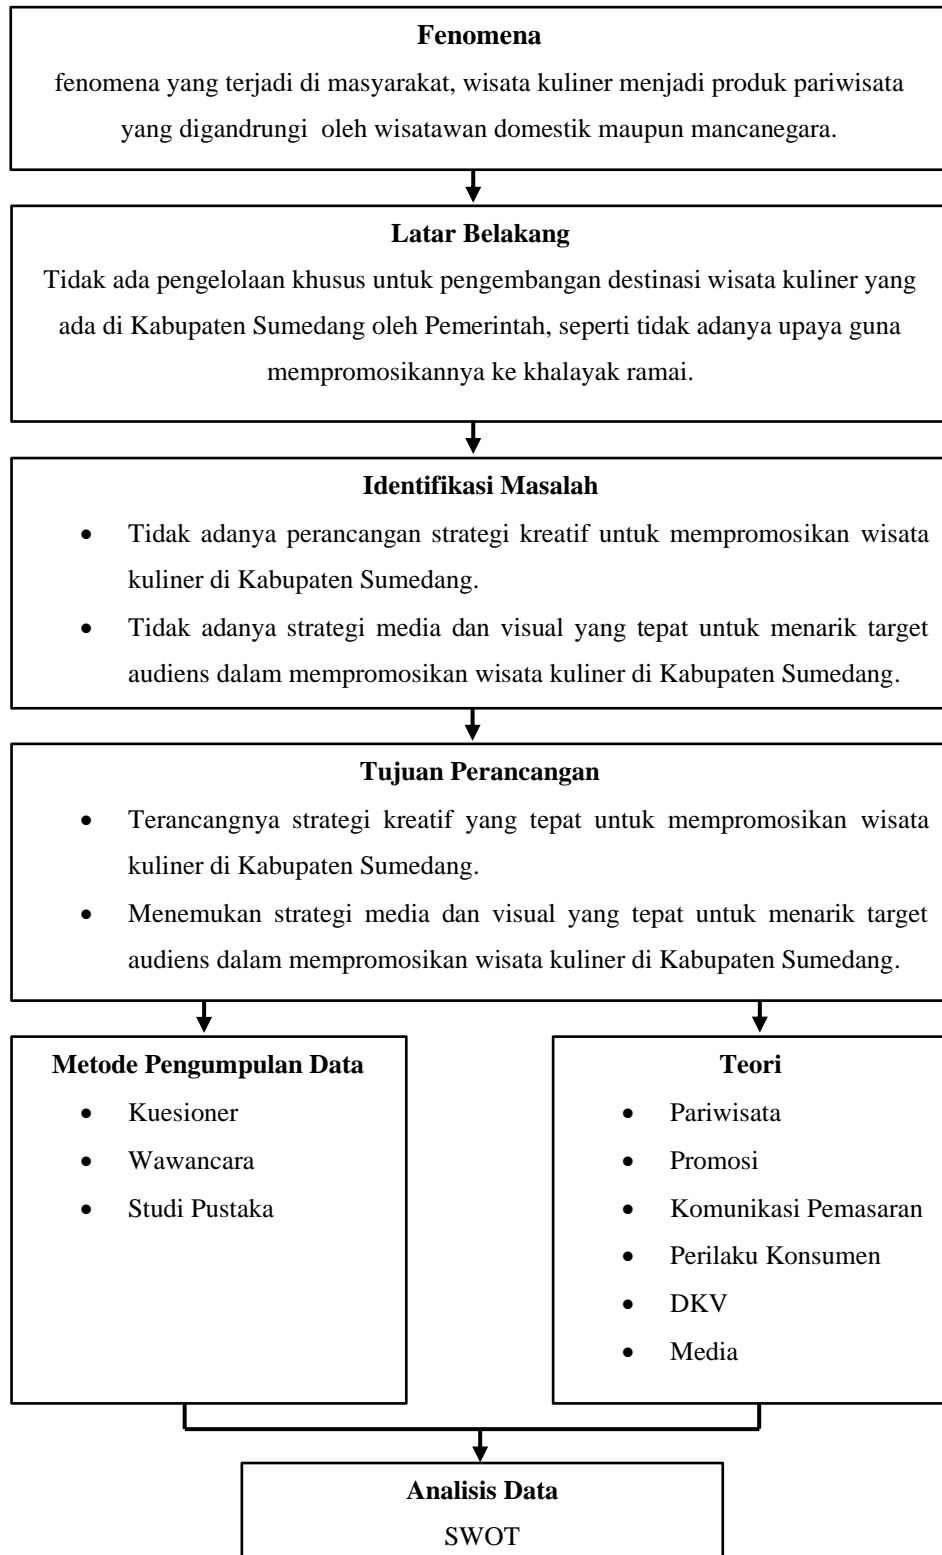 Fenomena
fenomena yang terjadi di masyarakat, wisata kuliner menjadi produk pariwisata
yang digandrungi oleh wisatawan domestik maupun mancanegara.
Latar Belakang
Tidak ada pengelolaan khusus untuk pengembangan destinasi wisata kuliner yang
ada di Kabupaten Sumedang oleh Pemerintah, seperti tidak adanya upaya guna
mempromosikannya ke khalayak ramai.
Identifikasi Masalah
• Tidak adanya perancangan strategi kreatif untuk mempromosikan wisata
kuliner di Kabupaten Sumedang.
• Tidak adanya strategi media dan visual yang tepat untuk menarik target
audiens dalam mempromosikan wisata kuliner di Kabupaten Sumedang.
Tujuan Perancangan
• Terancangnya strategi kreatif yang tepat untuk mempromosikan wisata
kuliner di Kabupaten Sumedang.
• Menemukan strategi media dan visual yang tepat untuk menarik target
audiens dalam mempromosikan wisata kuliner di Kabupaten Sumedang.
Metode Pengumpulan Data
• Kuesioner
• Wawancara
• Studi Pustaka
Teori
• Pariwisata
• Promosi
• Komunikasi Pemasaran
• Perilaku Konsumen
• DKV
• Media
Analisis Data
SWOT